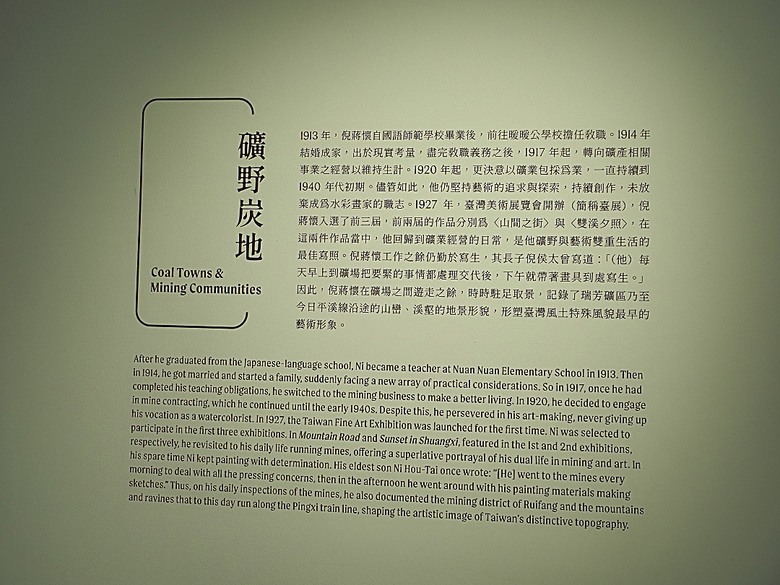 礦野炭地
Coal Towns &
Mining Communities
1913 年，倪蔣懷自國語師範學校畢業後，前往暖暖公學校擔任教職。1914 年
結婚成家，出於現實考量，盡完教職義務之後，1917 年起，轉向礦產相關
事業之經營以維持生計。1920 年起，更決意以礦業包採爲業，一直持續到
1940 年代初期。儘管如此，他仍堅持藝術的追求與探索，持續創作，未放
棄成爲水彩畫家的職志。1927 年，臺灣美術展覽會開辦（簡稱臺展），倪
蔣懷入選了前三屆，前兩屆的作品分別爲〈山間之街〉與〈雙溪夕照〉，在
這兩件作品當中，他回歸到礦業經營的日常，是他礦野與藝術雙重生活的
最佳寫照。倪蔣懷工作之餘仍勤於寫生，其長子倪侯太曾寫道：「（他）每
天早上到礦場把要緊的事情都處理交代後，下午就帶著畫具到處寫生。」
因此，倪蔣懷在礦場之間遊走之餘，時時駐足取景，記錄了瑞芳礦區乃至
今日平溪線沿途的山巒、溪壑的地景形貌，形塑臺灣風土特殊風貌最早的
藝術形象。
After he graduated from the Japanese-language school, Ni became a teacher at Nuan Nuan Elementary School in 1913. Then
in 1914, he got married and started a family, suddenly facing a new array of practical considerations. So in 1917, once he had
completed his teaching obligations, he switched to the mining business to make a better living. In 1920, he decided to engage
in mine contracting, which he continued until the early 1940s. Despite this, he persevered in his art-making, never giving up
his vocation as a watercolorist. In 1927, the Taiwan Fine Art Exhibition was launched for the first time. Ni was selected to
participate in the first three exhibitions. In Mountain Road and Sunset in Shuangxi, featured in the 1st and 2nd exhibitions,
respectively, he revisited to his daily life running mines, offering a superlative portrayal of his dual life in mining and art. In
his spare time Ni kept painting with determination. His eldest son Ni Hou-Tai once wrote: “[He] went to the mines every
morning to deal with all the pressing concerns, then in the afternoon he went around with his painting materials making
sketches.” Thus, on his daily inspections of the mines, he also documented the mining district of Ruifang and the mountains
and ravines that to this day run along the Pingxi train line, shaping the artistic image of Taiwan’s distinctive topography.